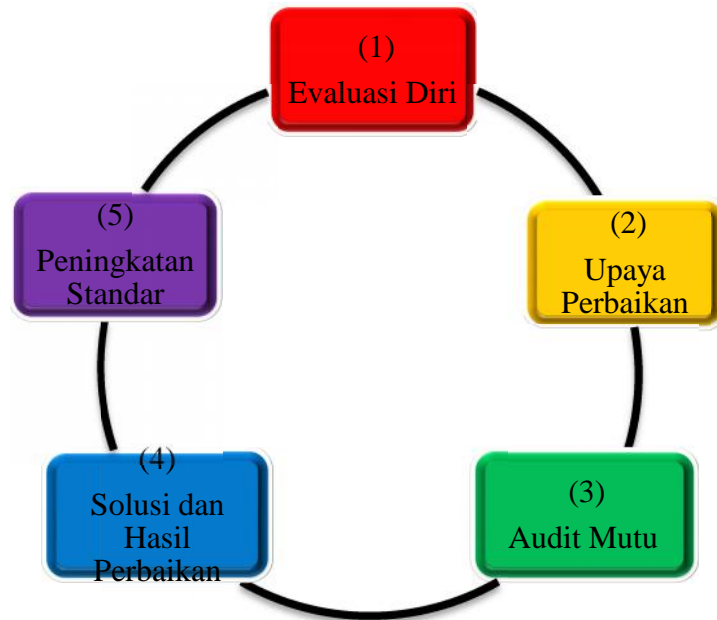 (1)
Evaluasi Diri
(2)
Upaya
Perbaikan
(3)
Audit Mutu
(4)
Solusi dan
Hasil
Perbaikan
(5)
Peningkatan
Standar